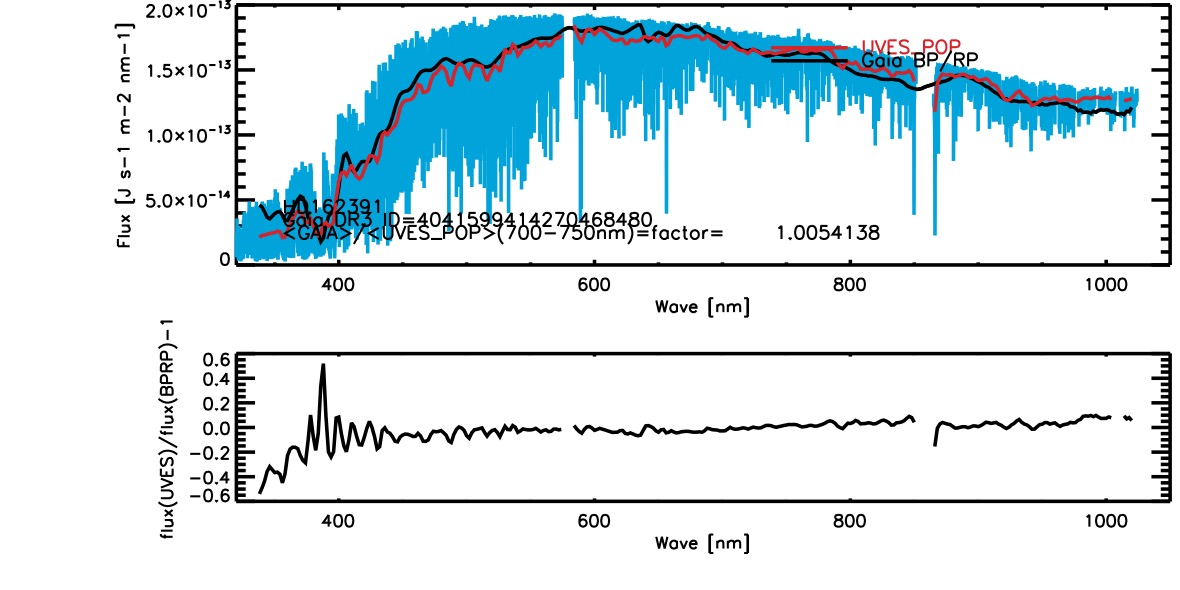 2.0×10−13
1.5×10−13
1.0×10−13
5.0×10−14
0
Flux [J s−1 m−2 nm−1]
UVES_POP
Gaia BP/RP
HD162391
Gaia DR3 ID=4041599414270468480
<GAIA>/<UVES_POP>(700−750nm)=factor= 1.0054138
400 600 800 1000
Wave [nm]
flux(UVES)/flux(BPRP)−1
0.6
0.4
0.2
0.0
−0.2
−0.4
−0.6
400 600 800 1000
Wave [nm]